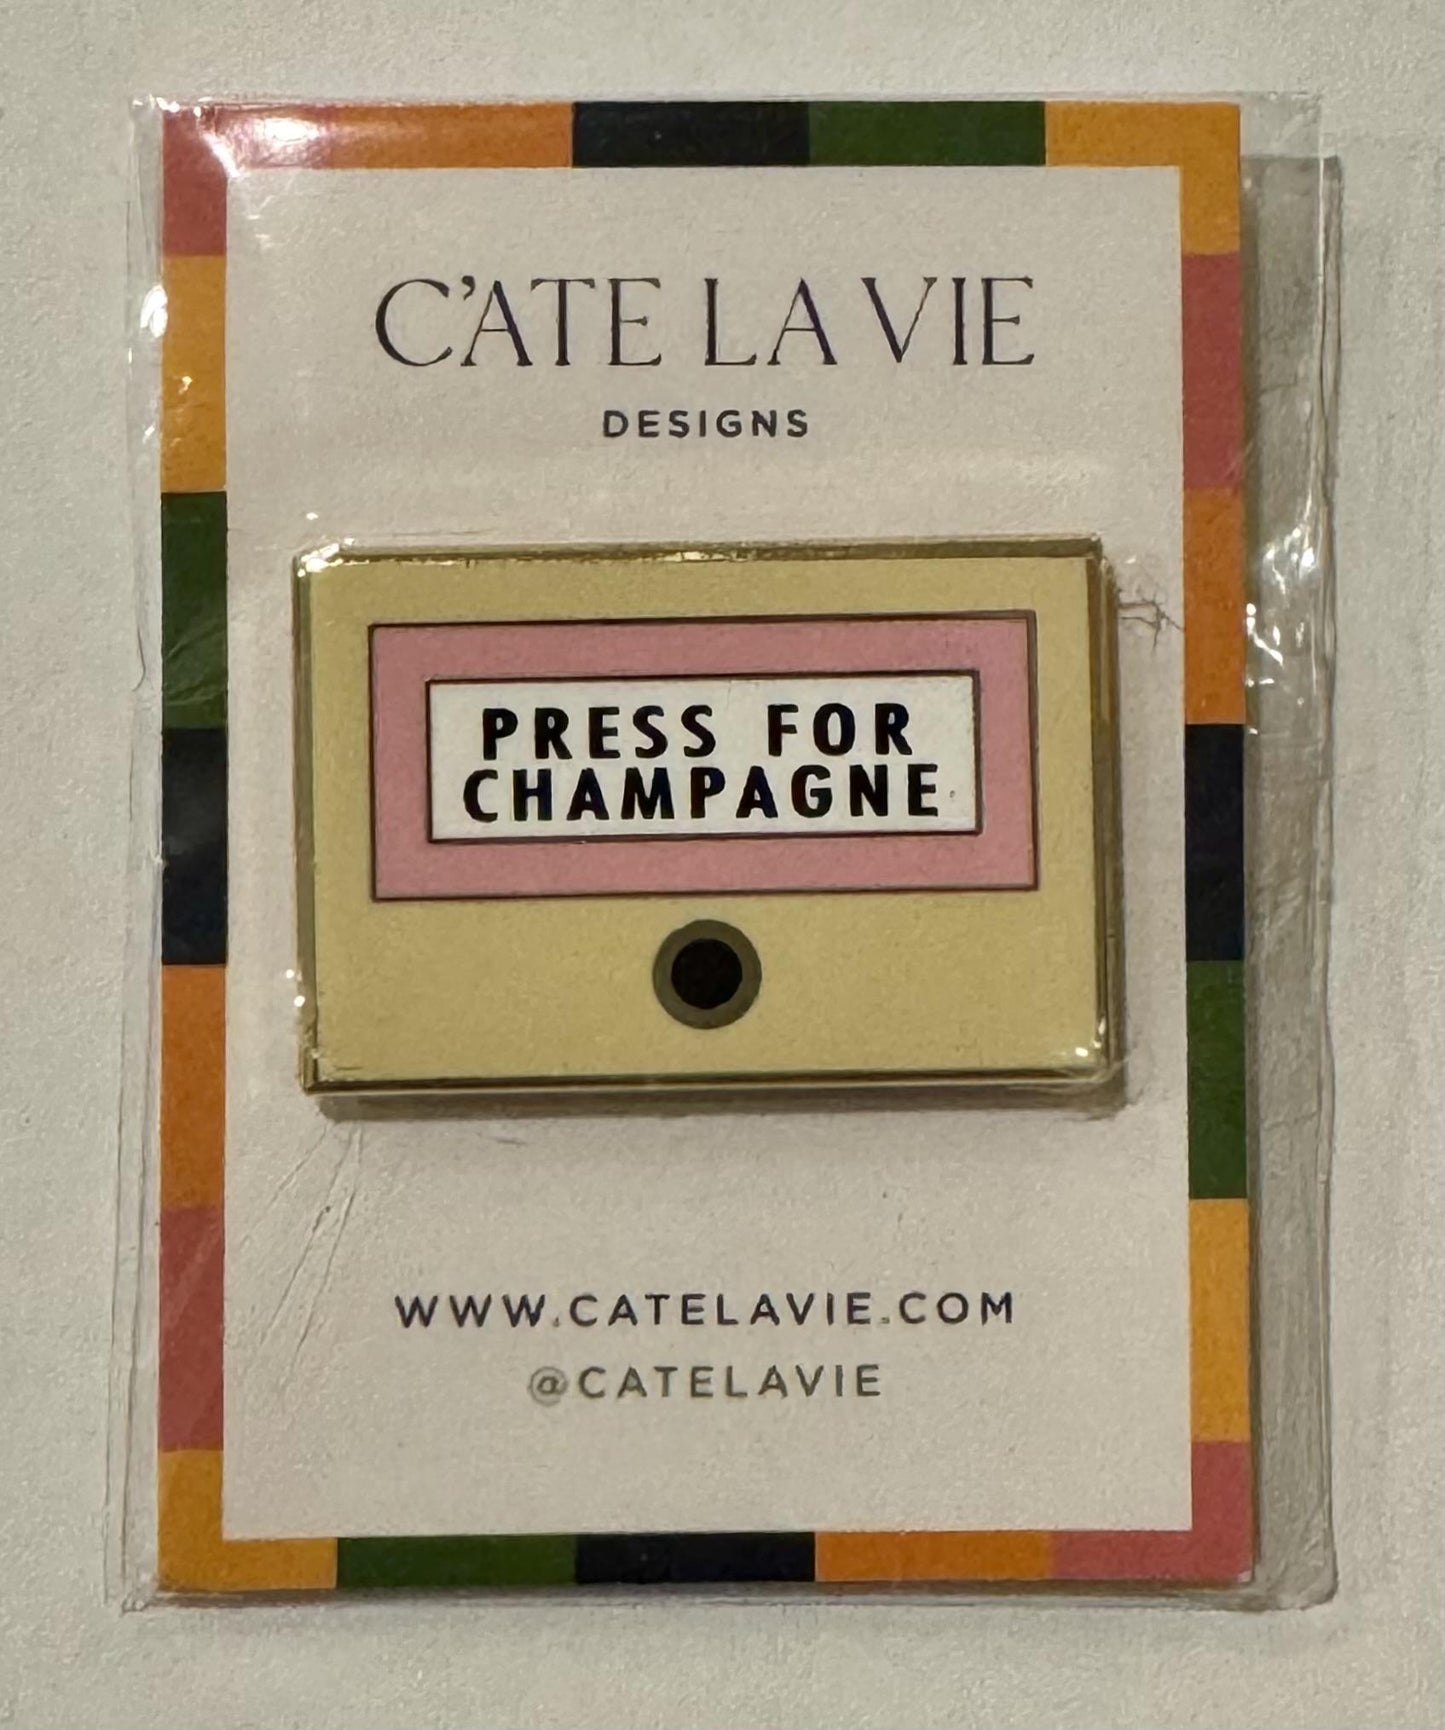 C'ATE LA VIE
DESIGNS
PRESS FOR
CHAMPAGNE
WWW.CATELAVIE.COM
@CATELAVIE